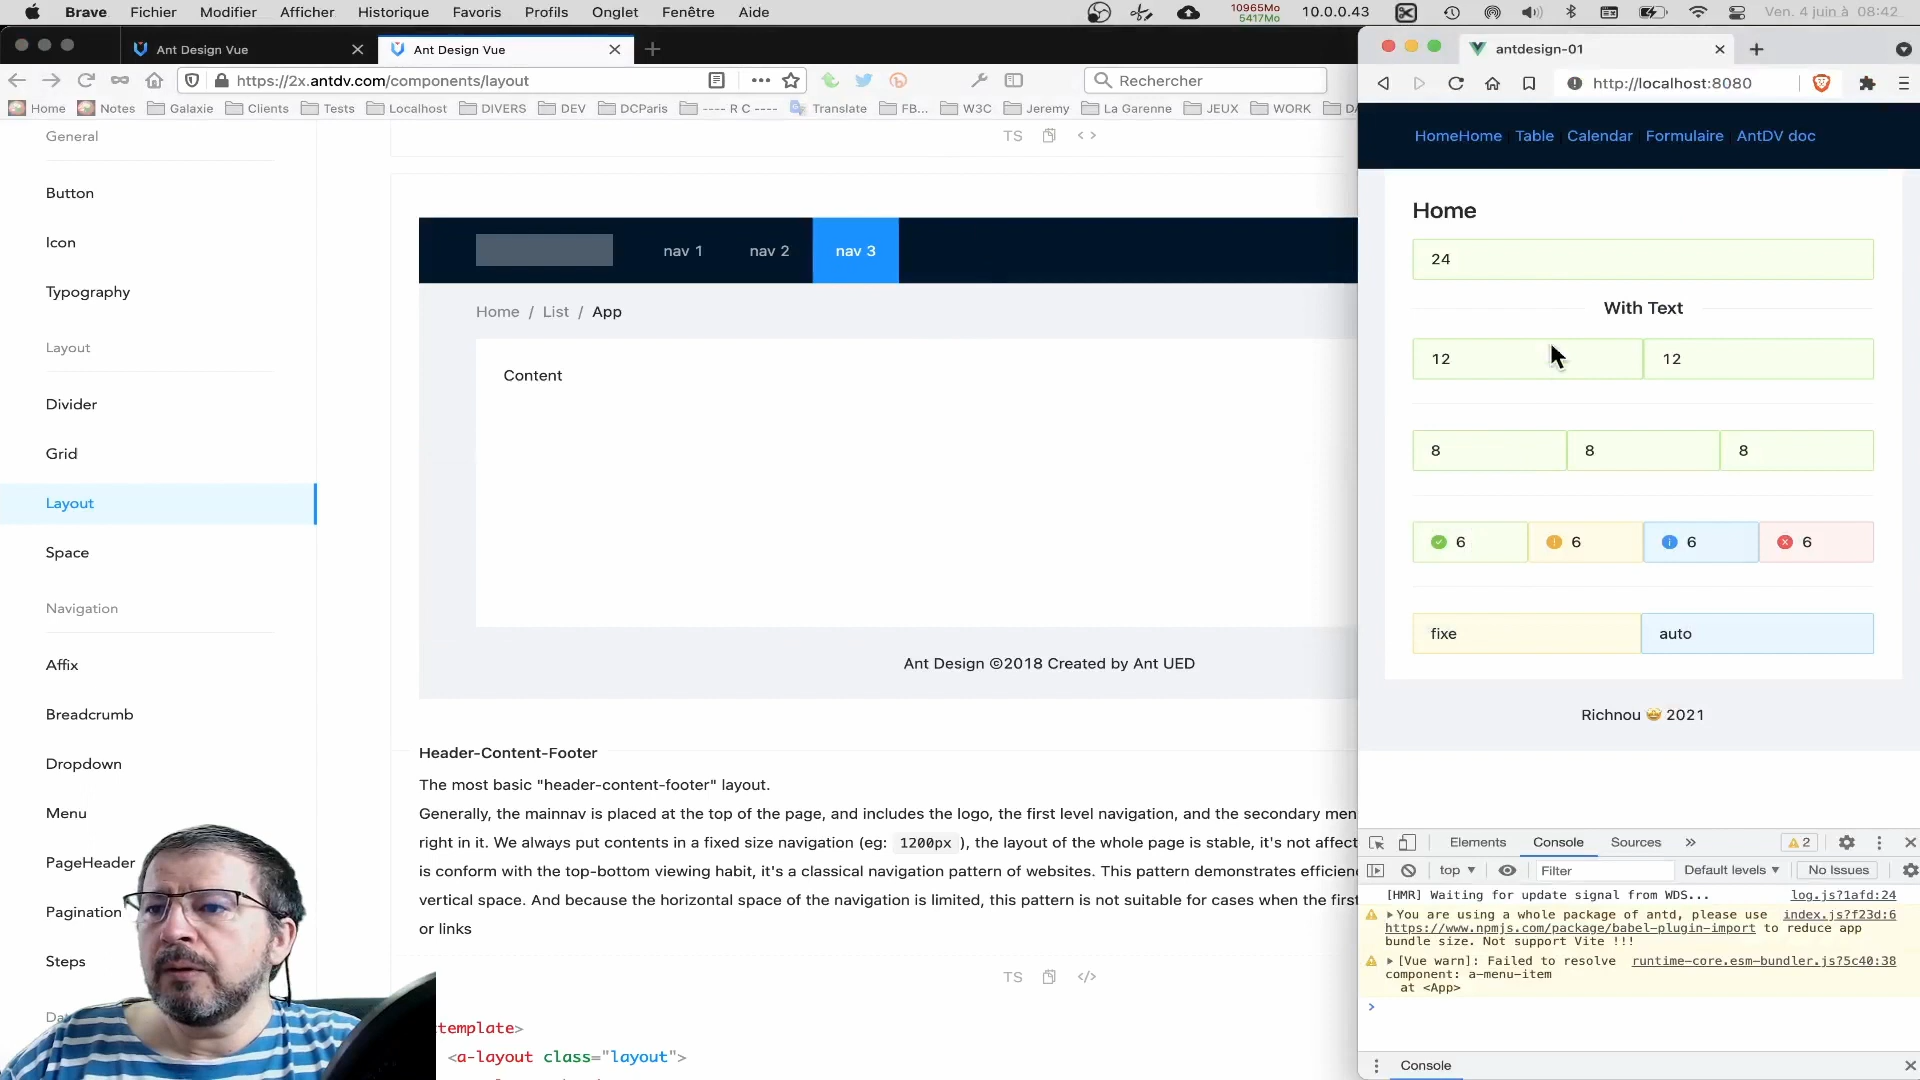 Brave Fichier Modifier Afficher Historique Favoris Profils Onglet Fenêtre Aide
10965Mo
5417Mo
10.0.0.43
Ven. 4 juin à 08:42
Ant Design Vue
Ant Design Vue
https://2x.antdv.com/components/layout
Rechercher
Home Notes Galaxie Clients Tests Localhost DIVERS DEV DCParis ---- R C ---- Translate FB... W3C Jeremy La Garenne JEUX WORK
General
Button
Icon
Typography
Layout
Divider
Grid
Layout
Space
Navigation
Affix
Breadcrumb
Dropdown
Menu
PageHeader
Pagination
Steps
TS < >
nav 1 nav 2 nav 3
Home / List / App
Content
Ant Design ©2018 Created by Ant UED
Header-Content-Footer
The most basic "header-content-footer" layout.
Generally, the mainnav is placed at the top of the page, and includes the logo, the first level navigation, and the secondary men
right in it. We always put contents in a fixed size navigation (eg: 1200px ), the layout of the whole page is stable, it's not affect
is conform with the top-bottom viewing habit, it's a classical navigation pattern of websites. This pattern demonstrates efficienc
vertical space. And because the horizontal space of the navigation is limited, this pattern is not suitable for cases when the first
or links
TS </>
template>
<a-layout class="layout">
antdesign-01
http://localhost:8080
HomeHome Table Calendar Formulaire AntDV doc
Home
24
With Text
12 12
8 8 8
6 6 6 6
fixe auto
Richnou 🤩 2021
Elements Console Sources » 2
top Filter Default levels No Issues
[HMR] Waiting for update signal from WDS... log.js?1afd:24
You are using a whole package of antd, please use index.js?f23d:6
https://www.npmjs.com/package/babel-plugin-import to reduce app
bundle size. Not support Vite !!!
[Vue warn]: Failed to resolve runtime-core.esm-bundler.js?5c40:38
component: a-menu-item
at <App>
>
Console